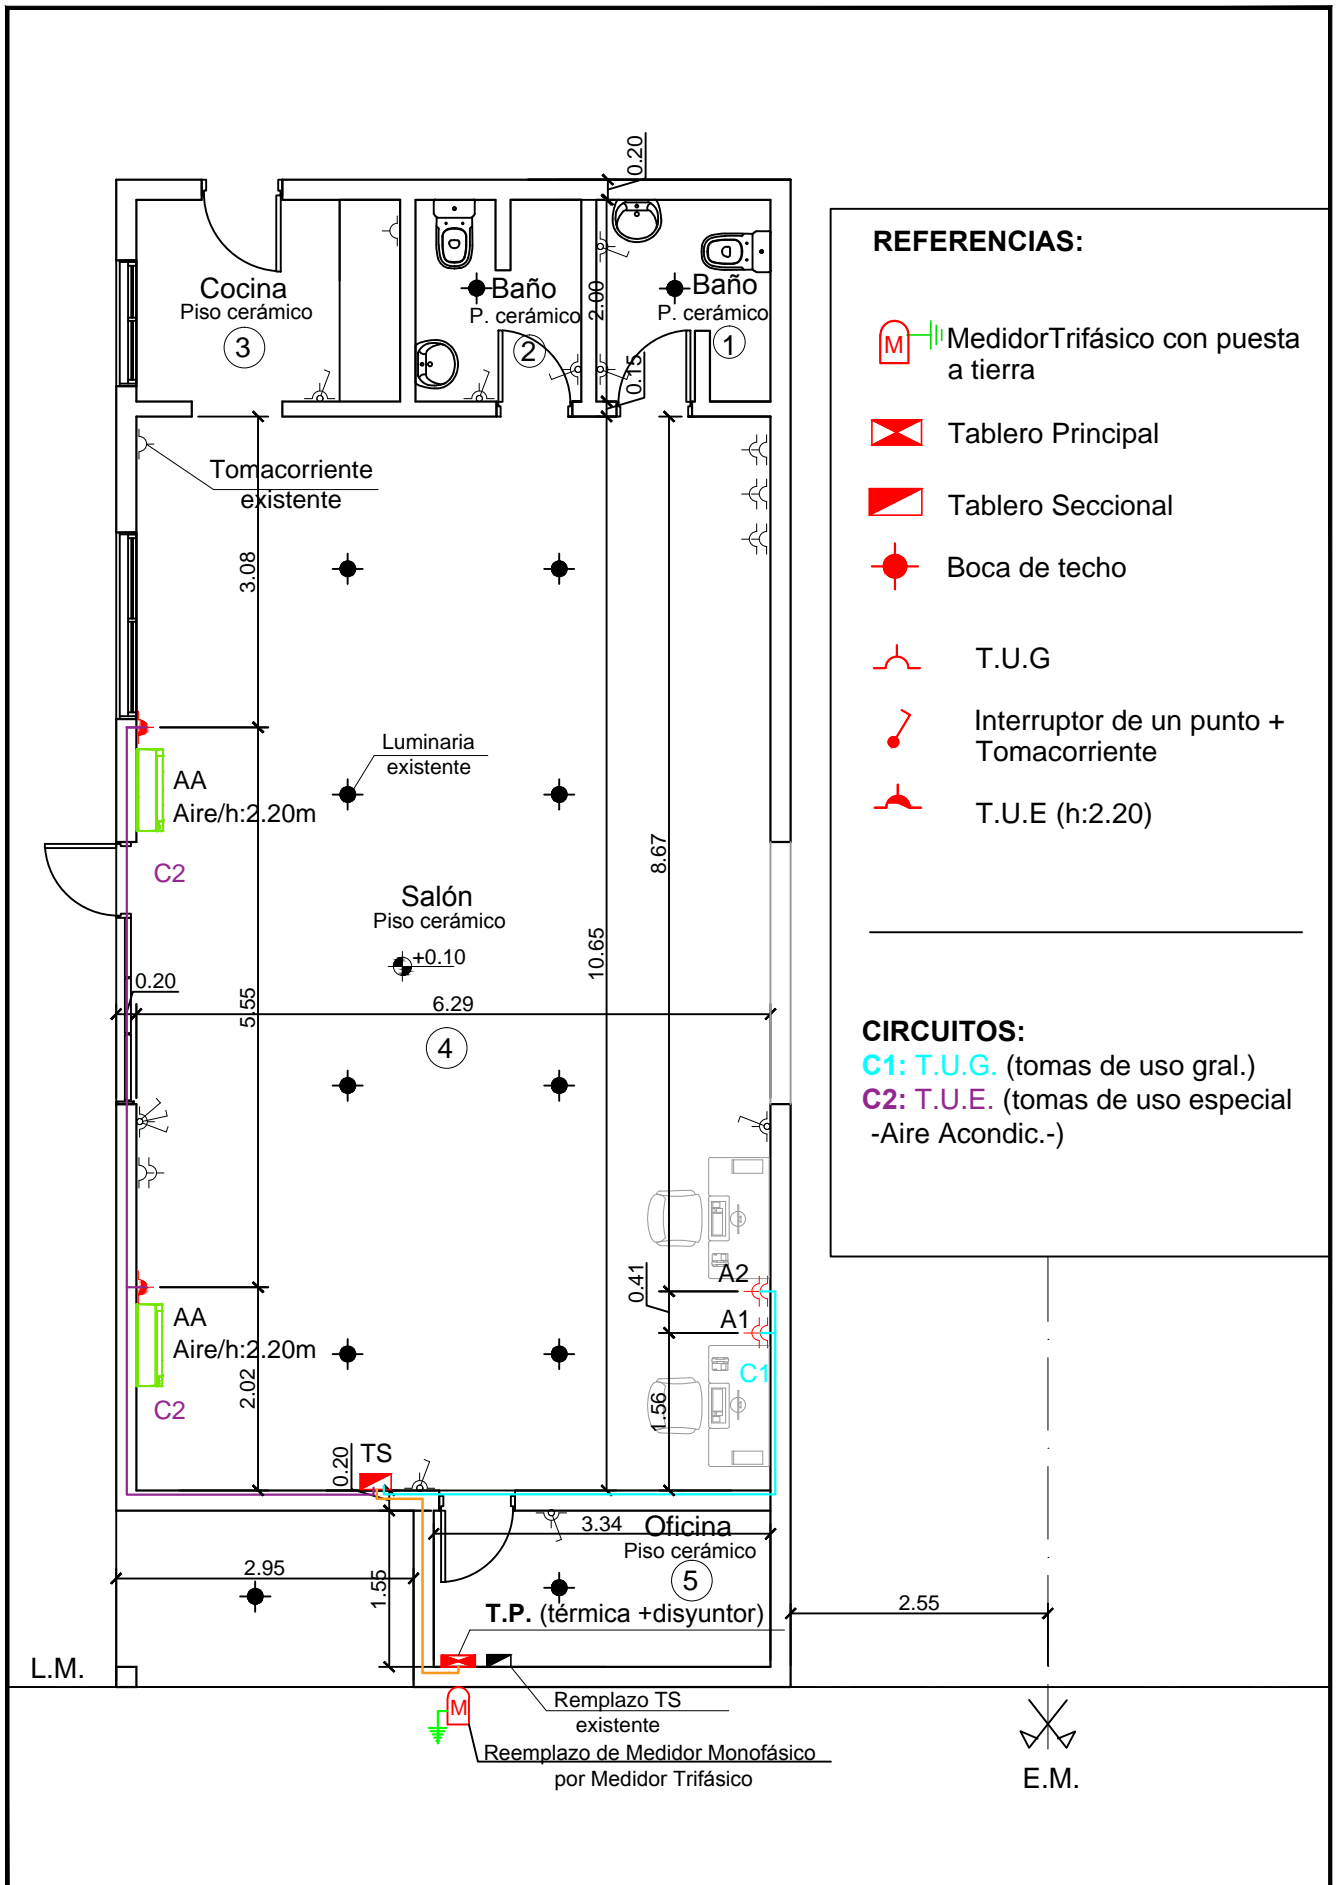 0.20
Cocina
Piso cerámico
3
Baño
P. cerámico
2
2.00
0.15
Baño
P. cerámico
1
Tomacorriente
existente
3.08
Luminaria
existente
AA
Aire/h:2.20m
C2
8.67
Salón
Piso cerámico
+0.10
10.65
0.20
5.55
6.29
4
A2
0.41
A1
AA
Aire/h:2.20m
C1
2.02
1.56
C2
0.20
TS
3.34
Oficina
Piso cerámico
5
2.95
1.55
T.P. (térmica +disyuntor)
2.55
L.M.
Remplazo TS
existente
M
Reemplazo de Medidor Monofásico
por Medidor Trifásico
E.M.
REFERENCIAS:
M
MedidorTrifásico con puesta
a tierra
Tablero Principal
Tablero Seccional
Boca de techo
T.U.G
Interruptor de un punto +
Tomacorriente
T.U.E (h:2.20)
CIRCUITOS:
C1: T.U.G. (tomas de uso gral.)
C2: T.U.E. (tomas de uso especial
-Aire Acondic.-)